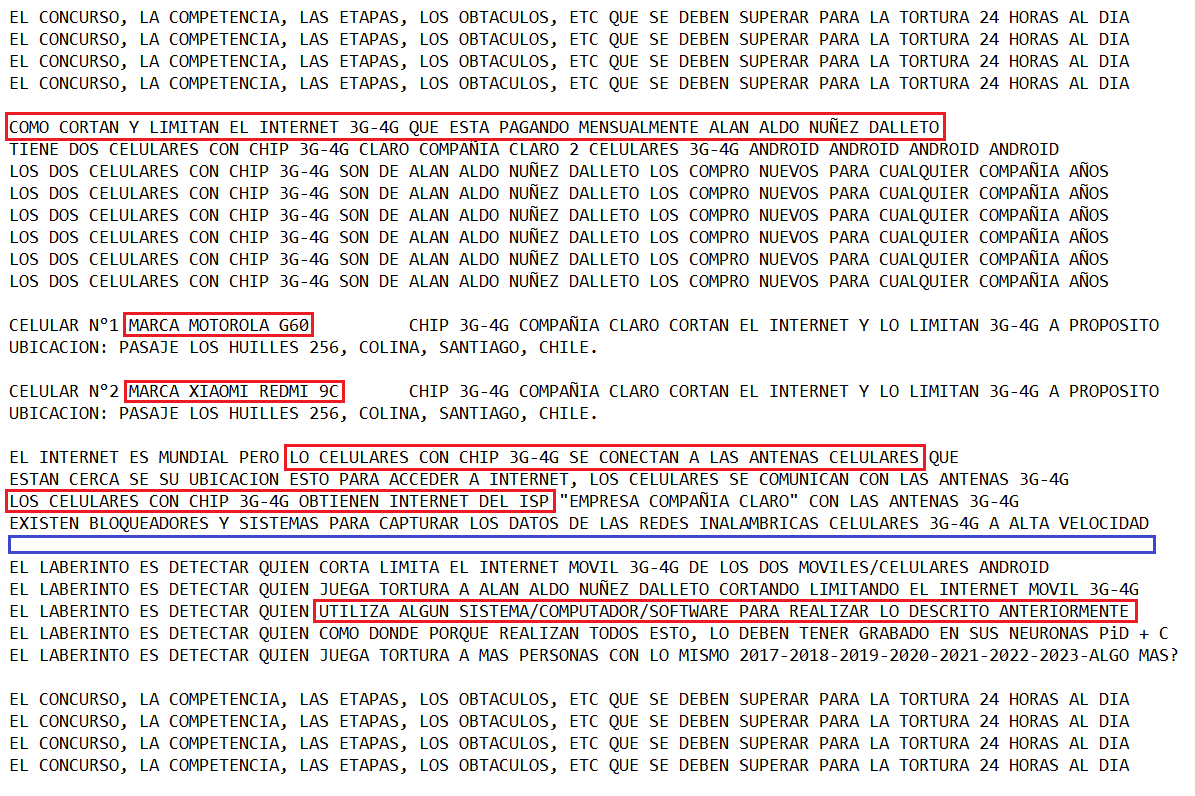 EL CONCURSO, LA COMPETENCIA, LAS ETAPAS, LOS OBTACULOS, ETC QUE SE DEBEN SUPERAR PARA LA TORTURA 24 HORAS AL DIA
EL CONCURSO, LA COMPETENCIA, LAS ETAPAS, LOS OBTACULOS, ETC QUE SE DEBEN SUPERAR PARA LA TORTURA 24 HORAS AL DIA
EL CONCURSO, LA COMPETENCIA, LAS ETAPAS, LOS OBTACULOS, ETC QUE SE DEBEN SUPERAR PARA LA TORTURA 24 HORAS AL DIA
EL CONCURSO, LA COMPETENCIA, LAS ETAPAS, LOS OBTACULOS, ETC QUE SE DEBEN SUPERAR PARA LA TORTURA 24 HORAS AL DIA
COMO CORTAN Y LIMITAN EL INTERNET 3G-4G QUE ESTA PAGANDO MENSUALMENTE ALAN ALDO NUÑEZ DALLETO
TIENE DOS CELULARES CON CHIP 3G-4G CLARO COMPAÑIA CLARO 2 CELULARES 3G-4G ANDROID ANDROID ANDROID ANDROID
LOS DOS CELULARES CON CHIP 3G-4G SON DE ALAN ALDO NUÑEZ DALLETO LOS COMPRO NUEVOS PARA CUALQUIER COMPAÑIA AÑOS
LOS DOS CELULARES CON CHIP 3G-4G SON DE ALAN ALDO NUÑEZ DALLETO LOS COMPRO NUEVOS PARA CUALQUIER COMPAÑIA AÑOS
LOS DOS CELULARES CON CHIP 3G-4G SON DE ALAN ALDO NUÑEZ DALLETO LOS COMPRO NUEVOS PARA CUALQUIER COMPAÑIA AÑOS
LOS DOS CELULARES CON CHIP 3G-4G SON DE ALAN ALDO NUÑEZ DALLETO LOS COMPRO NUEVOS PARA CUALQUIER COMPAÑIA AÑOS
LOS DOS CELULARES CON CHIP 3G-4G SON DE ALAN ALDO NUÑEZ DALLETO LOS COMPRO NUEVOS PARA CUALQUIER COMPAÑIA AÑOS
LOS DOS CELULARES CON CHIP 3G-4G SON DE ALAN ALDO NUÑEZ DALLETO LOS COMPRO NUEVOS PARA CUALQUIER COMPAÑIA AÑOS
CELULAR Nº1 MARCA MOTOROLA G60 CHIP 3G-4G COMPAÑIA CLARO CORTAN EL INTERNET Y LO LIMITAN 3G-4G A PROPOSITO
UBICACION: PASAJE LOS HUILLES 256, COLINA, SANTIAGO, CHILE.
CELULAR Nº2 MARCA XIAOMI REDMI 9C CHIP 3G-4G COMPAÑIA CLARO CORTAN EL INTERNET Y LO LIMITAN 3G-4G A PROPOSITO
UBICACION: PASAJE LOS HUILLES 256, COLINA, SANTIAGO, CHILE.
EL INTERNET ES MUNDIAL PERO LO CELULARES CON CHIP 3G-4G SE CONECTAN A LAS ANTENAS CELULARES QUE
ESTAN CERCA SE SU UBICACION ESTO PARA ACCEDER A INTERNET, LOS CELULARES SE COMUNICAN CON LAS ANTENAS 3G-4G
LOS CELULARES CON CHIP 3G-4G OBTIENEN INTERNET DEL ISP "EMPRESA COMPAÑIA CLARO" CON LAS ANTENAS 3G-4G
EXISTEN BLOQUEADORES Y SISTEMAS PARA CAPTURAR LOS DATOS DE LAS REDES INALAMBRICAS CELULARES 3G-4G A ALTA VELOCIDAD
EL LABERINTO ES DETECTAR QUIEN CORTA LIMITA EL INTERNET MOVIL 3G-4G DE LOS DOS MOVILES/CELULARES ANDROID
EL LABERINTO ES DETECTAR QUIEN JUEGA TORTURA A ALAN ALDO NUÑEZ DALLETO CORTANDO LIMITANDO EL INTERNET MOVIL 3G-4G
EL LABERINTO ES DETECTAR QUIEN UTILIZA ALGUN SISTEMA/COMPUTADOR/SOFTWARE PARA REALIZAR LO DESCRITO ANTERIORMENTE
EL LABERINTO ES DETECTAR QUIEN COMO DONDE PORQUE REALIZAN TODOS ESTO, LO DEBEN TENER GRABADO EN SUS NEURONAS PiD + C
EL LABERINTO ES DETECTAR QUIEN JUEGA TORTURA A MAS PERSONAS CON LO MISMO 2017-2018-2019-2020-2021-2022-2023-ALGO MAS?
EL CONCURSO, LA COMPETENCIA, LAS ETAPAS, LOS OBTACULOS, ETC QUE SE DEBEN SUPERAR PARA LA TORTURA 24 HORAS AL DIA
EL CONCURSO, LA COMPETENCIA, LAS ETAPAS, LOS OBTACULOS, ETC QUE SE DEBEN SUPERAR PARA LA TORTURA 24 HORAS AL DIA
EL CONCURSO, LA COMPETENCIA, LAS ETAPAS, LOS OBTACULOS, ETC QUE SE DEBEN SUPERAR PARA LA TORTURA 24 HORAS AL DIA
EL CONCURSO, LA COMPETENCIA, LAS ETAPAS, LOS OBTACULOS, ETC QUE SE DEBEN SUPERAR PARA LA TORTURA 24 HORAS AL DIA